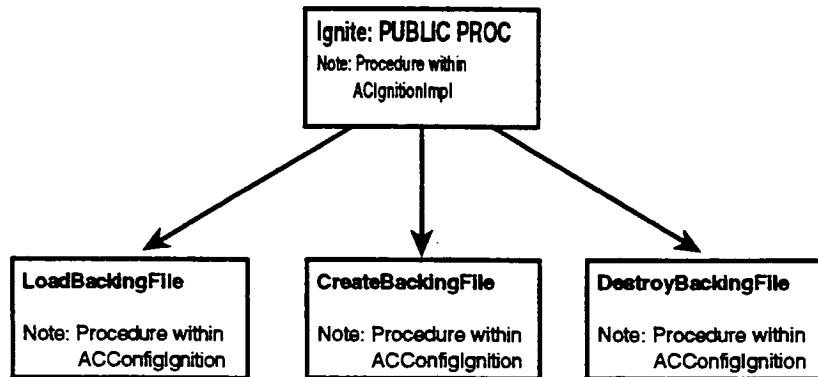 Ignite: PUBLIC PROC
Note: Procedure within
ACIgnitionImpl
LoadBackingFile
Note: Procedure within
ACConfigIgnition
CreateBackingFile
Note: Procedure within
ACConfigIgnition
DestroyBackingFile
Note: Procedure within
ACConfigIgnition